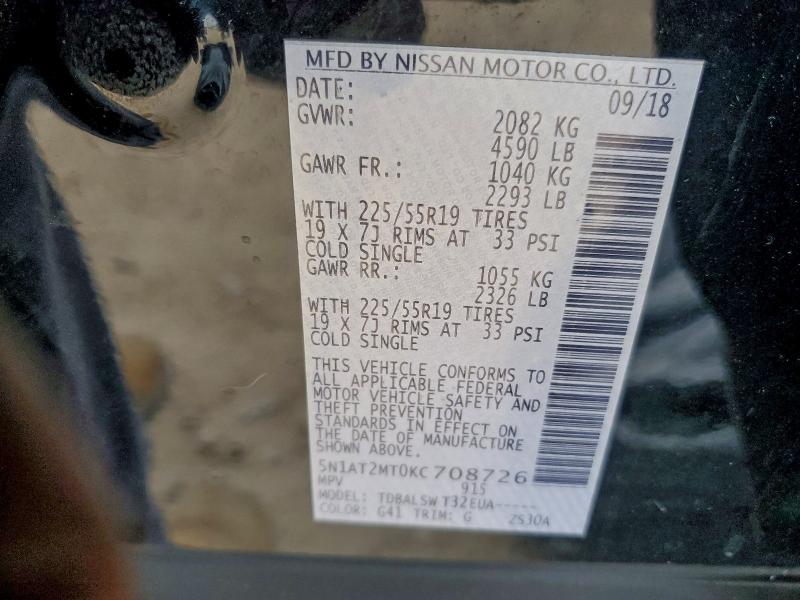 MFD BY NISSAN MOTOR CO., LTD.
DATE: 09/18
GVWR: 2082 KG
4590 LB
GAWR FR.: 1040 KG
2293 LB
WITH 225/55R19 TIRES
19 X 7J RIMS AT 33 PSI
COLD SINGLE
GAWR RR.: 1055 KG
2326 LB
WITH 225/55R19 TIRES
19 X 7J RIMS AT 33 PSI
COLD SINGLE
THIS VEHICLE CONFORMS TO
ALL APPLICABLE FEDERAL
MOTOR VEHICLE SAFETY AND
THEFT PREVENTION
STANDARDS IN EFFECT ON
THE DATE OF MANUFACTURE
SHOWN ABOVE.
5N1AT2MT0KC708726
MPV 915
MODEL: TDBALSW T32EUA-----
COLOR: G41 TRIM: G 2S30A